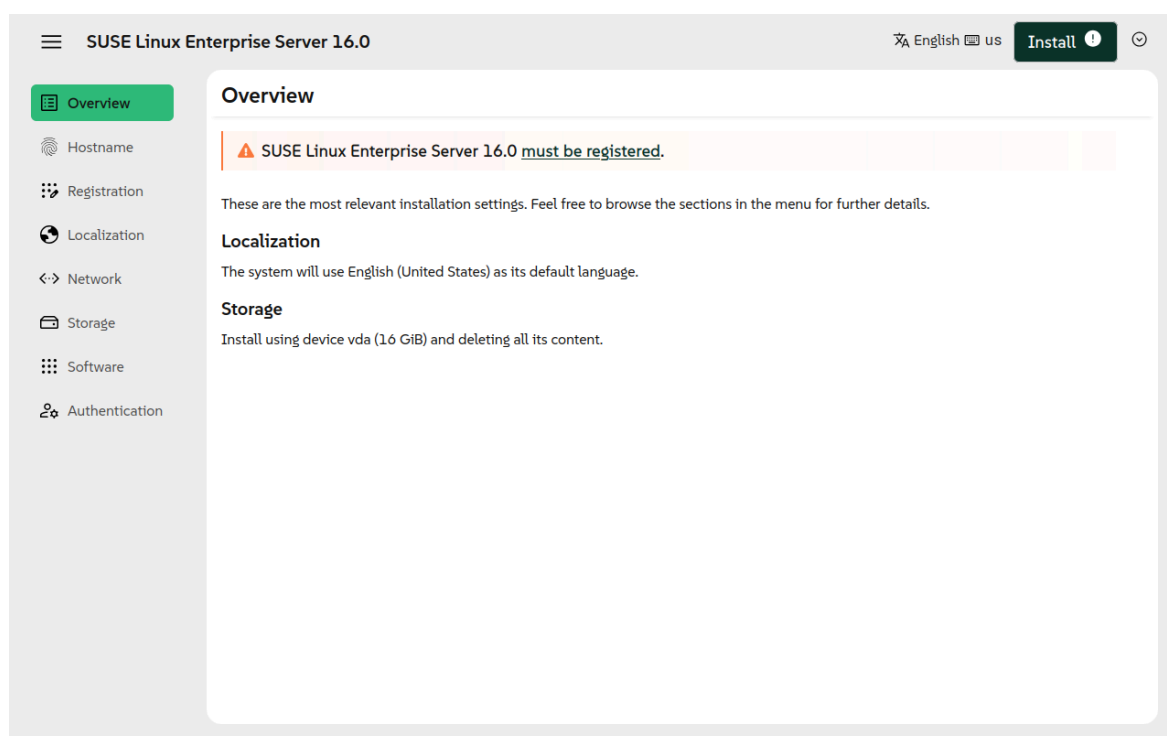 SUSE Linux Enterprise Server 16.0
English us Install
Overview
Hostname
Registration
Localization
Network
Storage
Software
Authentication
Overview
SUSE Linux Enterprise Server 16.0 must be registered.
These are the most relevant installation settings. Feel free to browse the sections in the menu for further details.
Localization
The system will use English (United States) as its default language.
Storage
Install using device vda (16 GiB) and deleting all its content.